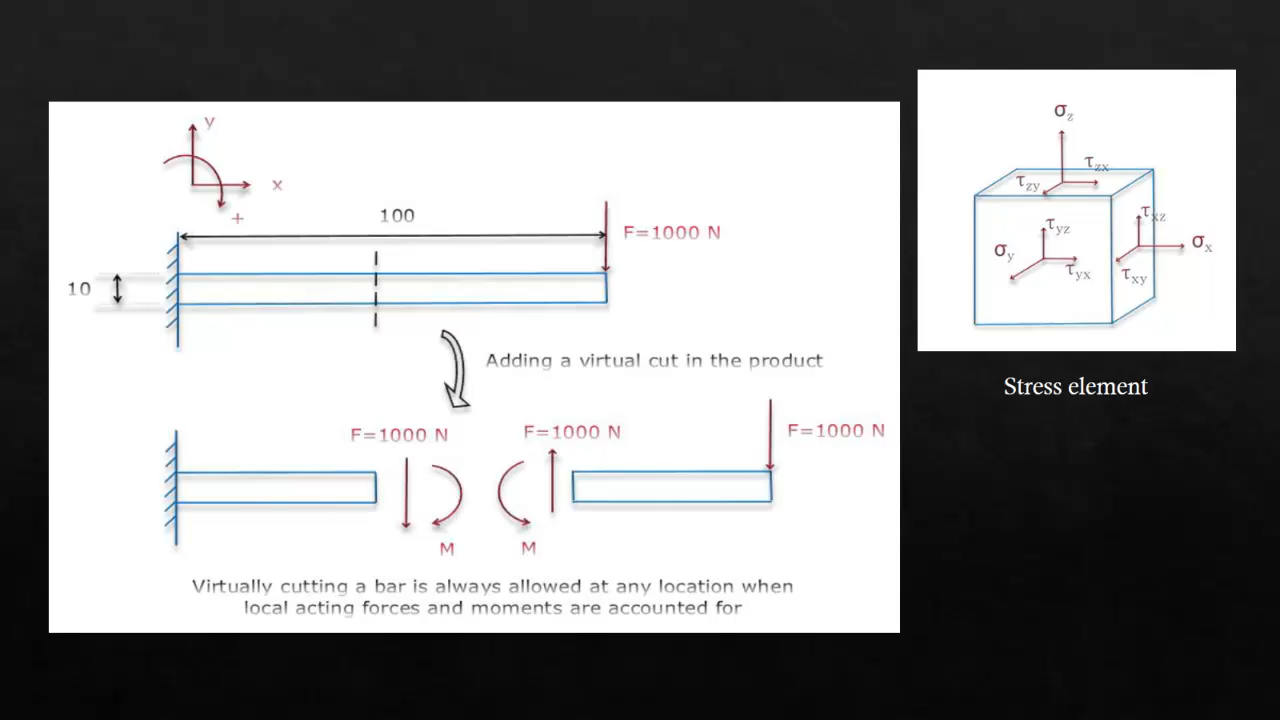 y
x
+
100
F=1000 N
10
Adding a virtual cut in the product
F=1000 N
F=1000 N
F=1000 N
M
M
Virtually cutting a bar is always allowed at any location when
local acting forces and moments are accounted for
σz
τzx
τzy
τxz
τyz
σx
σy
τyx
τxy
Stress element